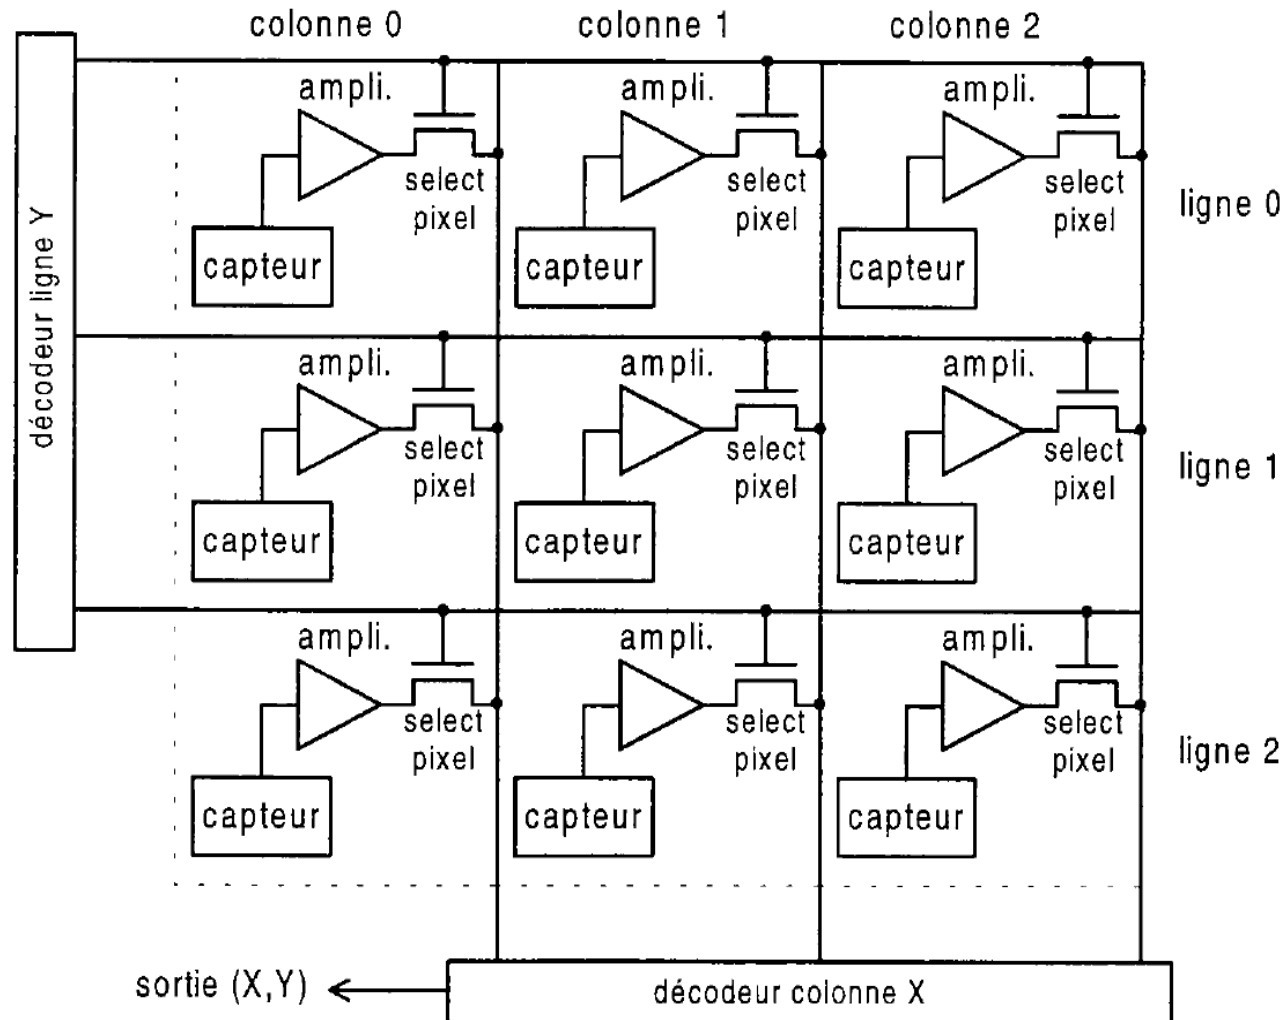 colonne 0
colonne 1
colonne 2
décodeur ligne Y
ampli.
ampli.
ampli.
select
pixel
select
pixel
select
pixel
ligne 0
capteur
capteur
capteur
ampli.
ampli.
ampli.
select
pixel
select
pixel
select
pixel
ligne 1
capteur
capteur
capteur
ampli.
ampli.
ampli.
select
pixel
select
pixel
select
pixel
ligne 2
capteur
capteur
capteur
sortie (X,Y)
décodeur colonne X